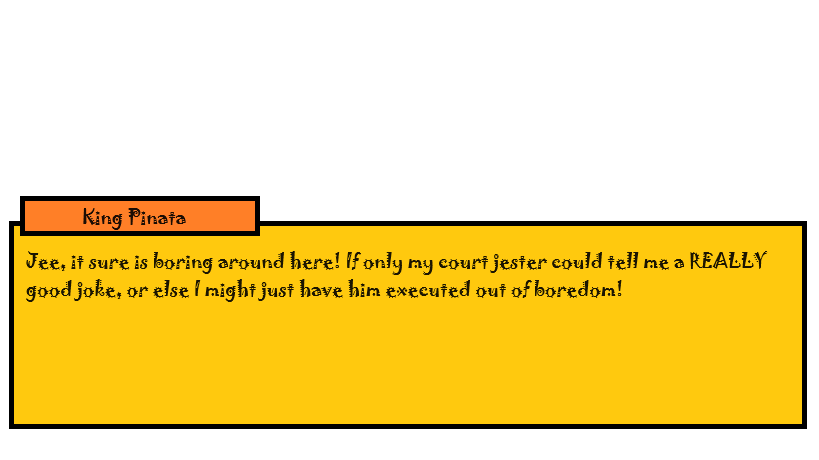 King Pinata
Jee, it sure is boring around here! If only my court jester could tell me a REALLY
good joke, or else I might just have him executed out of boredom!